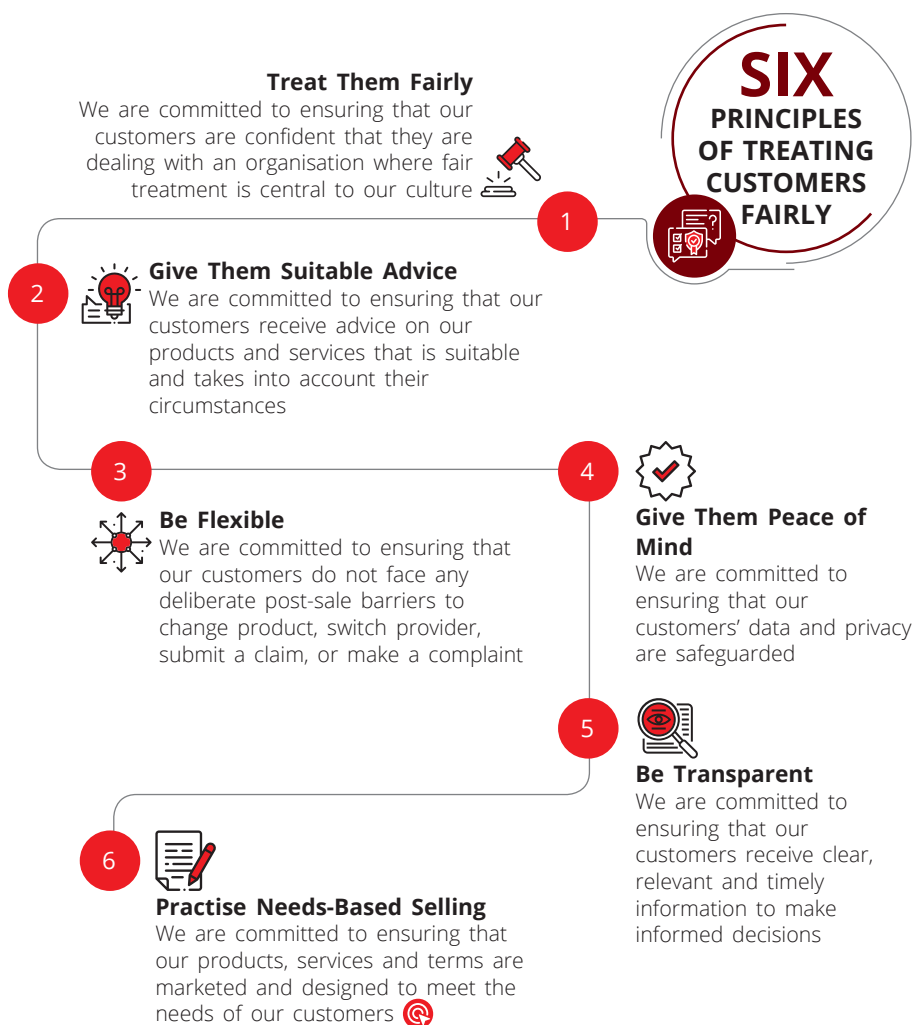 SIX
PRINCIPLES
OF TREATING
CUSTOMERS
FAIRLY
Treat Them Fairly
We are committed to ensuring that our
customers are confident that they are
dealing with an organisation where fair
treatment is central to our culture
1
2
Give Them Suitable Advice
We are committed to ensuring that our
customers receive advice on our
products and services that is suitable
and takes into account their
circumstances
3
Be Flexible
We are committed to ensuring that
our customers do not face any
deliberate post-sale barriers to
change product, switch provider,
submit a claim, or make a complaint
4
Give Them Peace of
Mind
We are committed to
ensuring that our
customers’ data and privacy
are safeguarded
5
Be Transparent
We are committed to
ensuring that our
customers receive clear,
relevant and timely
information to make
informed decisions
6
Practise Needs-Based Selling
We are committed to ensuring that
our products, services and terms are
marketed and designed to meet the
needs of our customers